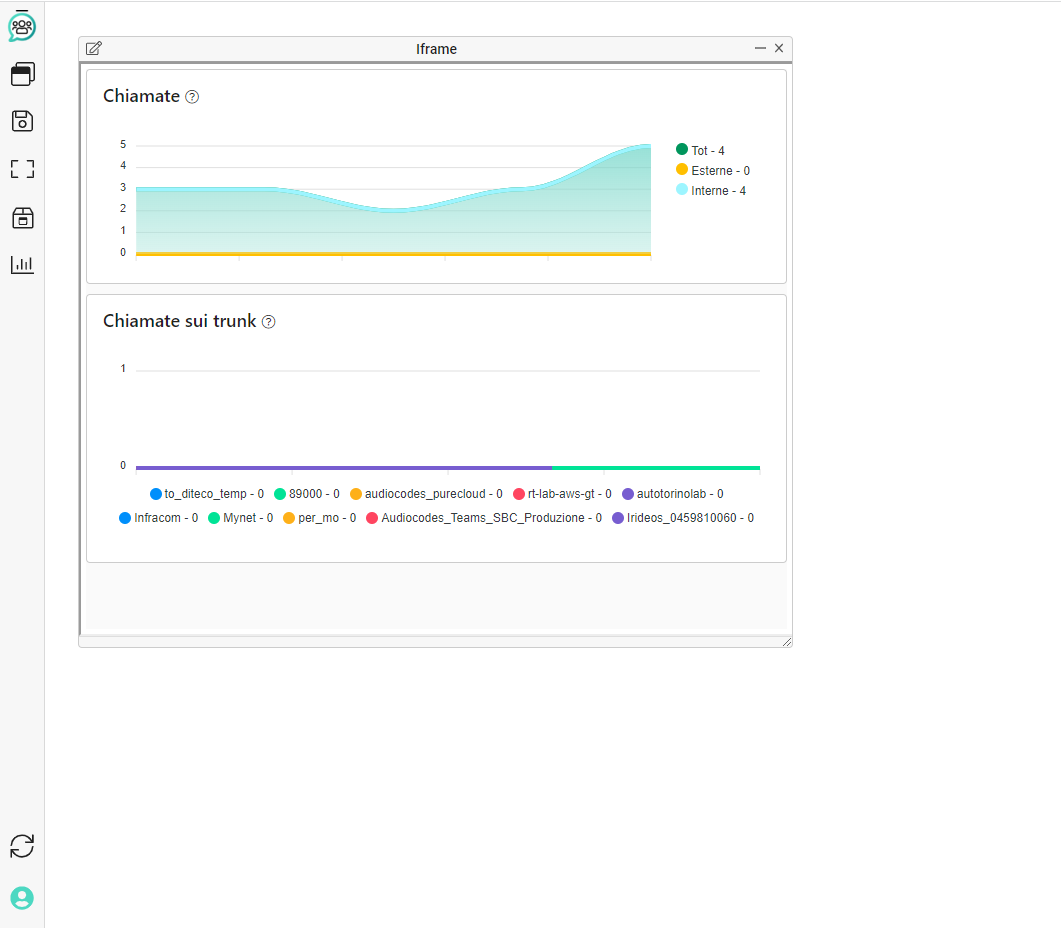 Iframe
Chiamate
5
4
3
2
1
0
Tot - 4
Esterne - 0
Interne - 4
Chiamate sui trunk
1
0
to_diteco_temp - 0 89000 - 0 audiocodes_purecloud - 0 rt-lab-aws-gt - 0 autotorinolab - 0
Infracom - 0 Mynet - 0 per_mo - 0 Audiocodes_Teams_SBC_Produzione - 0 Irideos_0459810060 - 0